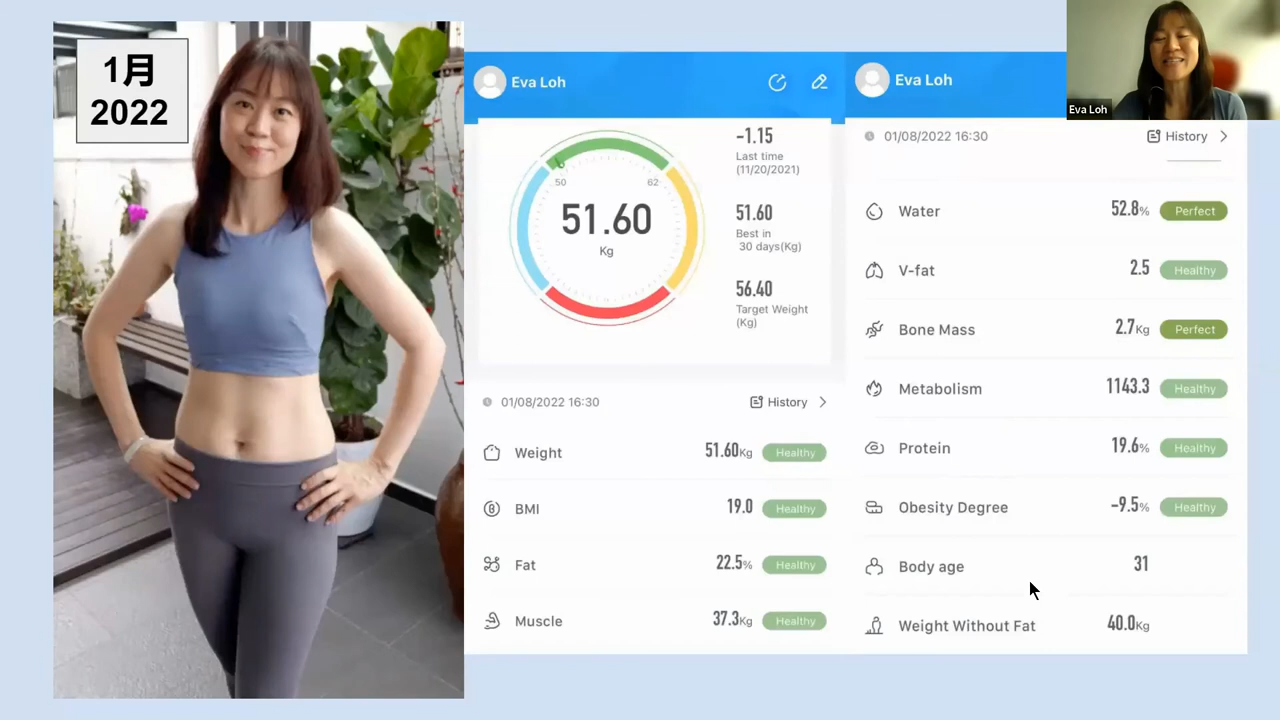 1月
2022
Eva Loh
51.60
Kg
50
62
-1.15
Last time
(11/20/2021)
51.60
Best in
30 days(Kg)
56.40
Target Weight
(Kg)
01/08/2022 16:30
History
Weight 51.60Kg Healthy
BMI 19.0 Healthy
Fat 22.5% Healthy
Muscle 37.3Kg Healthy
Eva Loh
01/08/2022 16:30
History
Water 52.8% Perfect
V-fat 2.5 Healthy
Bone Mass 2.7Kg Perfect
Metabolism 1143.3 Healthy
Protein 19.6% Healthy
Obesity Degree -9.5% Healthy
Body age 31
Weight Without Fat 40.0Kg
Eva Loh